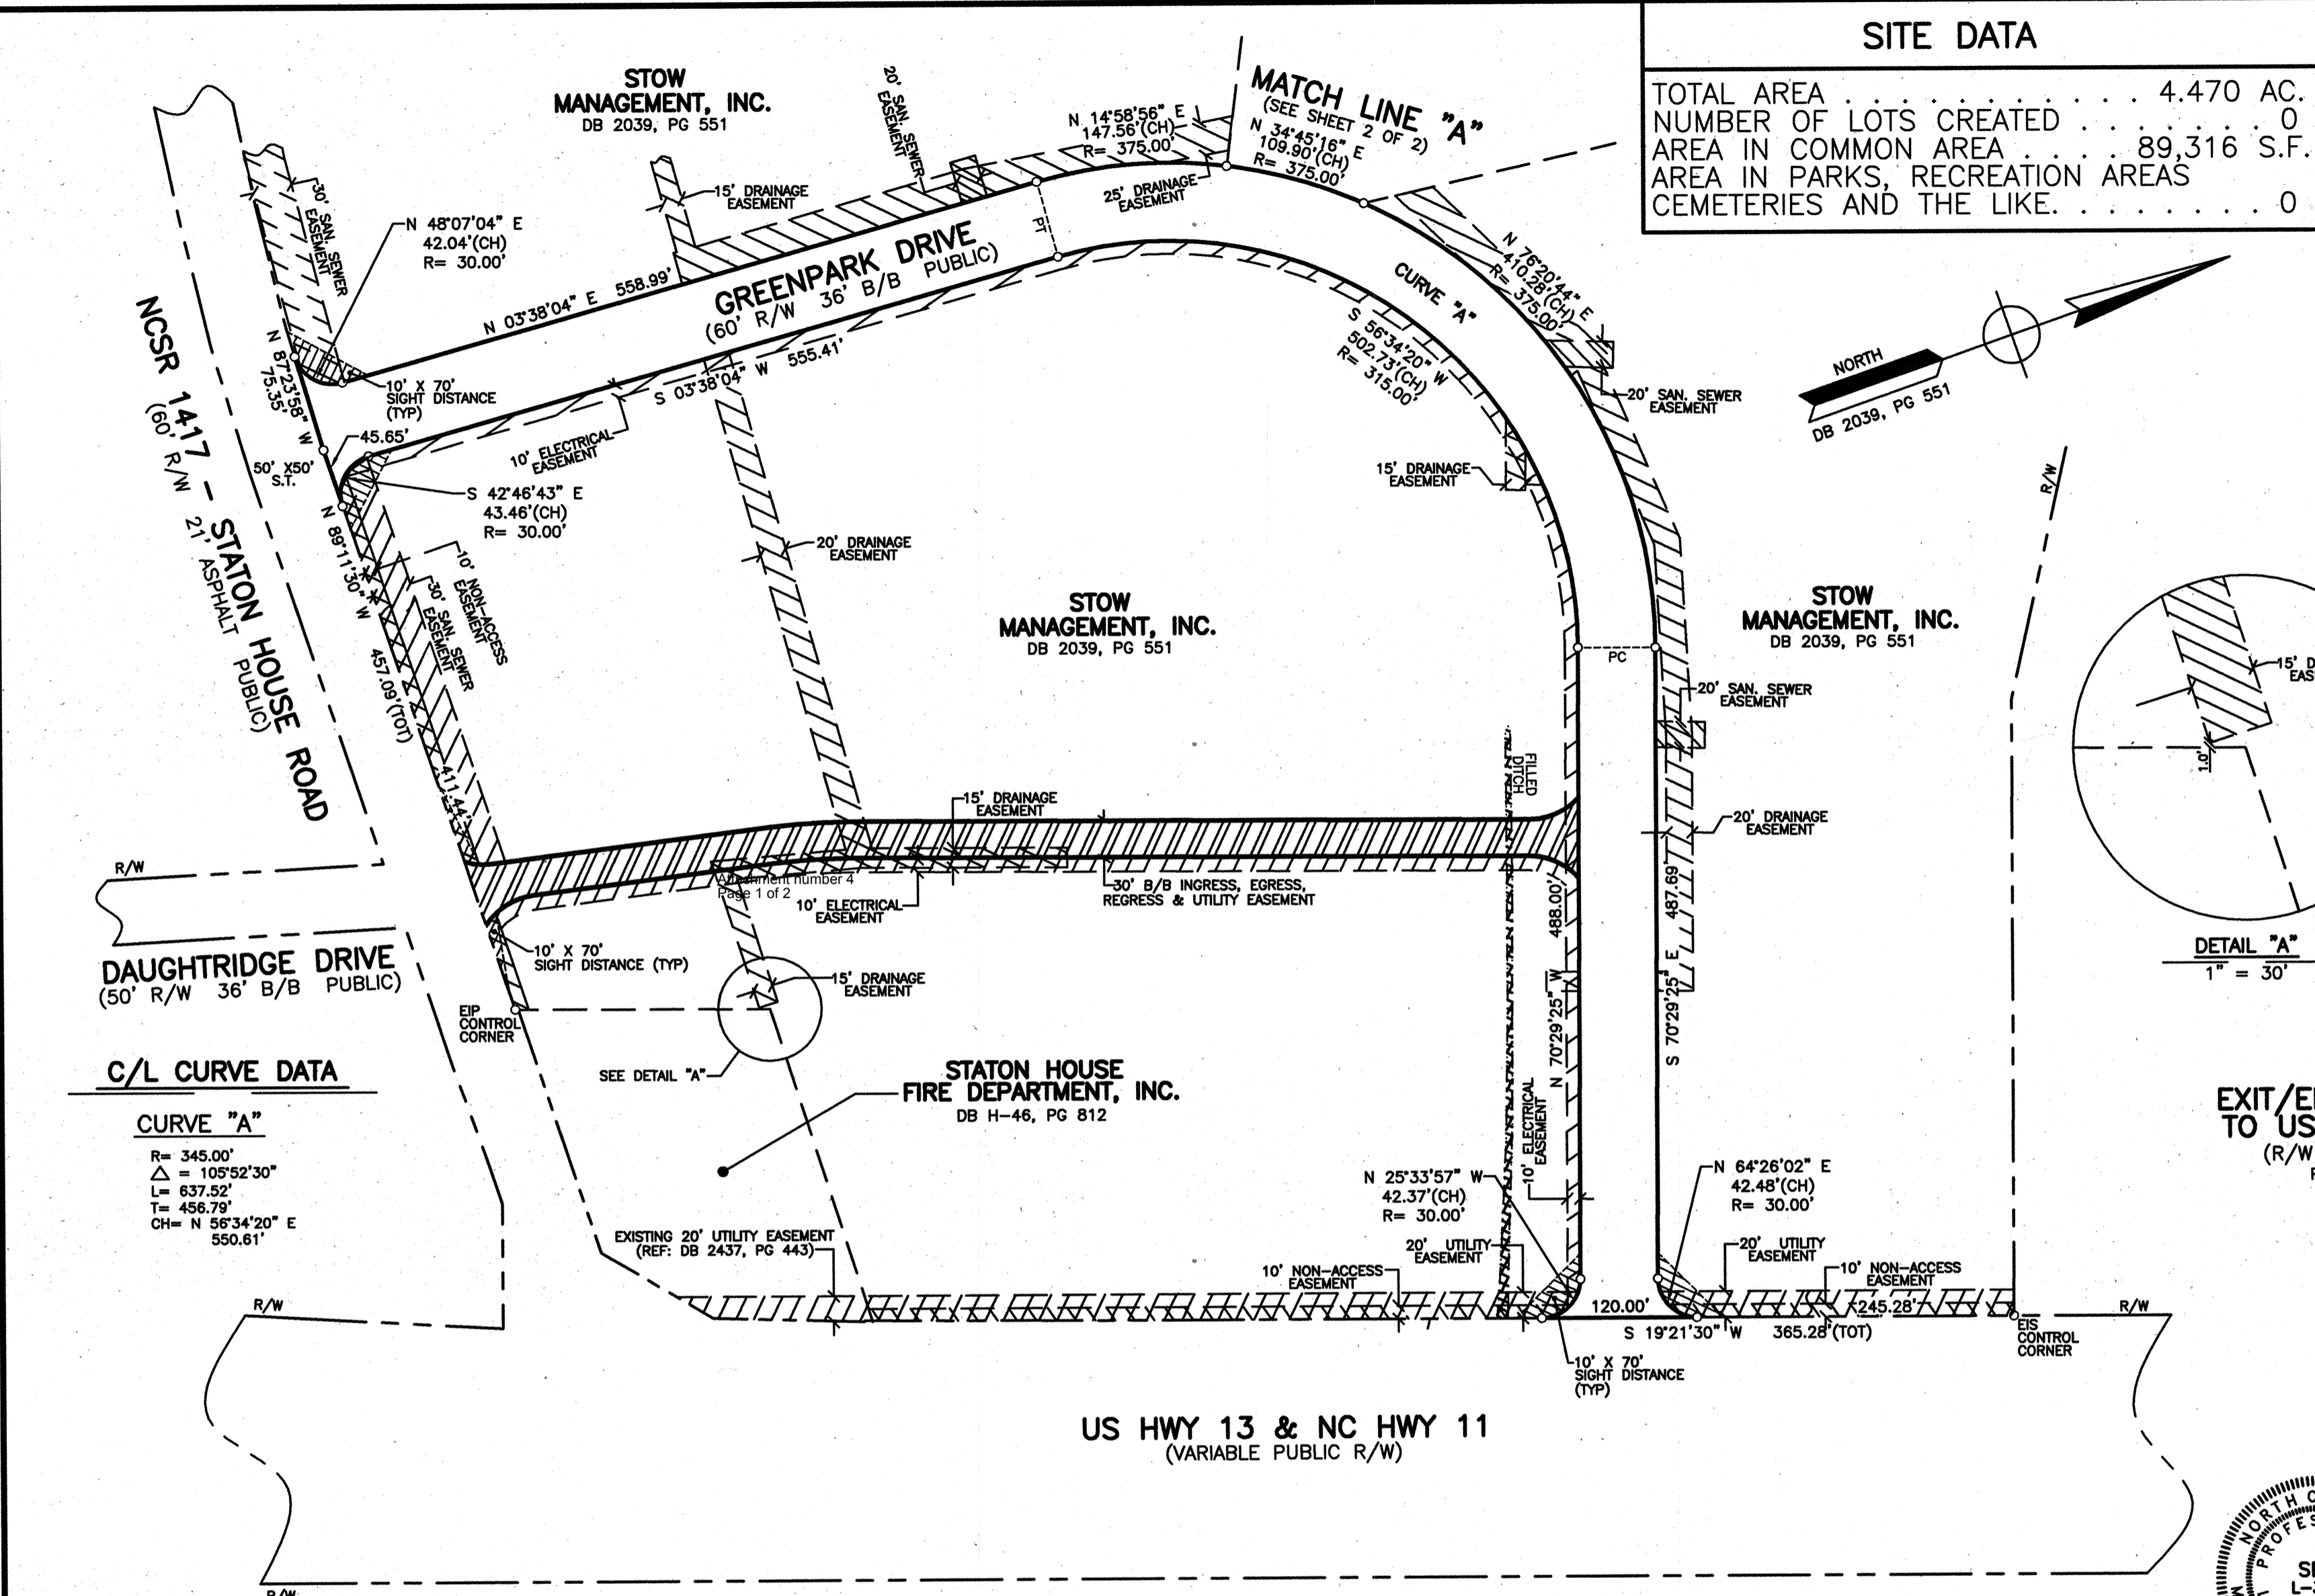 SITE DATA
TOTAL AREA . . . . . . . . . . . . 4.470 AC.
NUMBER OF LOTS CREATED . . . . . . . 0
AREA IN COMMON AREA . . . . 89,316 S.F.
AREA IN PARKS, RECREATION AREAS
CEMETERIES AND THE LIKE. . . . . . . . . 0
STOW
MANAGEMENT, INC.
DB 2039, PG 551
20' SAN. SEWER
EASEMENT
N 14°58'56" E
147.56'(CH)
R= 375.00'
MATCH LINE "A"
(SEE SHEET 2 OF 2)
N 34°45'16" E
109.90'(CH)
R= 375.00'
25' DRAINAGE
EASEMENT
15' DRAINAGE
EASEMENT
30' SAN. SEWER
EASEMENT
N 48°07'04" E
42.04'(CH)
R= 30.00'
N 03°38'04" E 558.99'
GREENPARK DRIVE
(60' R/W 36' B/B PUBLIC)
PT
CURVE "A"
N 76°20'44" E
410.28'(CH)
R= 375.00'
S 56°34'20" W
502.73'(CH)
R= 315.00'
NORTH
DB 2039, PG 551
20' SAN. SEWER
EASEMENT
NCSR 1417 - STATON HOUSE ROAD
(60' R/W 21' ASPHALT PUBLIC)
N 87°23'58" W
75.35'
10' X 70'
SIGHT DISTANCE
(TYP)
S 03°38'04" W 555.41'
45.65'
50' X50'
S.T.
10' ELECTRICAL
EASEMENT
S 42°46'43" E
43.46'(CH)
R= 30.00'
15' DRAINAGE
EASEMENT
R/W
N 89°11'30" W
457.09'(TOT)
10' NON-ACCESS
EASEMENT
30' SAN. SEWER
EASEMENT
411.44'
20' DRAINAGE
EASEMENT
STOW
MANAGEMENT, INC.
DB 2039, PG 551
STOW
MANAGEMENT, INC.
DB 2039, PG 551
PC
20' SAN. SEWER
EASEMENT
15' D
EAS
1.0'
FILLED
DITCH
15' DRAINAGE
EASEMENT
20' DRAINAGE
EASEMENT
R/W
Attachment number 4
Page 1 of 2
10' ELECTRICAL
EASEMENT
30' B/B INGRESS, EGRESS,
REGRESS & UTILITY EASEMENT
N 70°29'25" W 488.00'
S 70°29'25" E 487.69'
DETAIL "A"
1" = 30'
DAUGHTRIDGE DRIVE
(50' R/W 36' B/B PUBLIC)
10' X 70'
SIGHT DISTANCE (TYP)
15' DRAINAGE
EASEMENT
EIP
CONTROL
CORNER
SEE DETAIL "A"
STATON HOUSE
FIRE DEPARTMENT, INC.
DB H-46, PG 812
10' ELECTRICAL
EASEMENT
C/L CURVE DATA
CURVE "A"
R= 345.00'
△ = 105°52'30"
L= 637.52'
T= 456.79'
CH= N 56°34'20" E
550.61'
EXIT/E
TO US
(R/W
N 25°33'57" W
42.37'(CH)
R= 30.00'
N 64°26'02" E
42.48'(CH)
R= 30.00'
EXISTING 20' UTILITY EASEMENT
(REF: DB 2437, PG 443)
20' UTILITY
EASEMENT
20' UTILITY
EASEMENT
10' NON-ACCESS
EASEMENT
10' NON-ACCESS
EASEMENT
R/W
120.00'
245.28'
R/W
S 19°21'30" W 365.28'(TOT)
EIS
CONTROL
CORNER
10' X 70'
SIGHT DISTANCE
(TYP)
US HWY 13 & NC HWY 11
(VARIABLE PUBLIC R/W)
R/W
NORTH C
PROFES